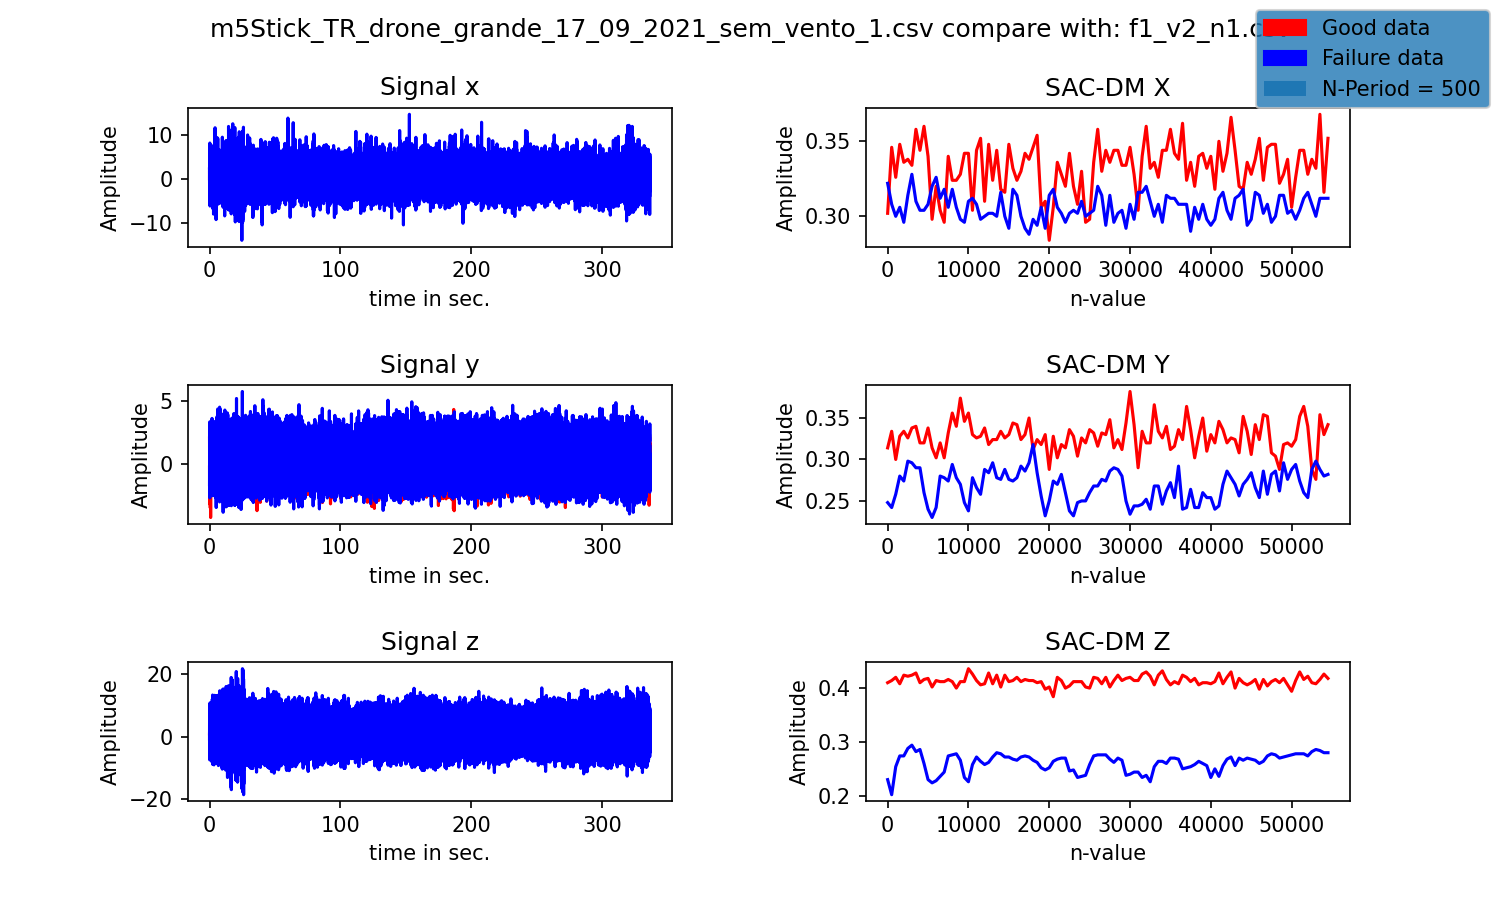 m5Stick_TR_drone_grande_17_09_2021_sem_vento_1.csv compare with: f1_v2_n1.csv
Good data
Failure data
N-Period = 500
Signal x
Amplitude
10
0
−10
0 100 200 300
time in sec.
SAC-DM X
Amplitude
0.35
0.30
0 10000 20000 30000 40000 50000
n-value
Signal y
Amplitude
5
0
0 100 200 300
time in sec.
SAC-DM Y
Amplitude
0.35
0.30
0.25
0 10000 20000 30000 40000 50000
n-value
Signal z
Amplitude
20
0
−20
0 100 200 300
time in sec.
SAC-DM Z
Amplitude
0.4
0.3
0.2
0 10000 20000 30000 40000 50000
n-value